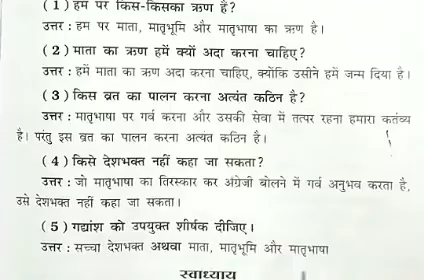 ( 1 ) हम पर किस-किसका ऋण है?
उत्तर : हम पर माता, मातृभूमि और मातृभाषा का ऋण है।
( 2 ) माता का ऋण हमें क्यों अदा करना चाहिए?
उत्तर : हमें माता का ऋण अदा करना चाहिए, क्योंकि उसीने हमें जन्म दिया है।
( 3 ) किस व्रत का पालन करना अत्यंत कठिन है?
उत्तर : मातृभाषा पर गर्व करना और उसकी सेवा में तत्पर रहना हमारा कर्तव्य
है। परंतु इस व्रत का पालन करना अत्यंत कठिन है।
( 4 ) किसे देशभक्त नहीं कहा जा सकता?
उत्तर : जो मातृभाषा का तिरस्कार कर अंग्रेजी बोलने में गर्व अनुभव करता है,
उसे देशभक्त नहीं कहा जा सकता।
( 5 ) गद्यांश को उपयुक्त शीर्षक दीजिए।
उत्तर : सच्चा देशभक्त अथवा माता, मातृभूमि और मातृभाषा
स्वाध्याय